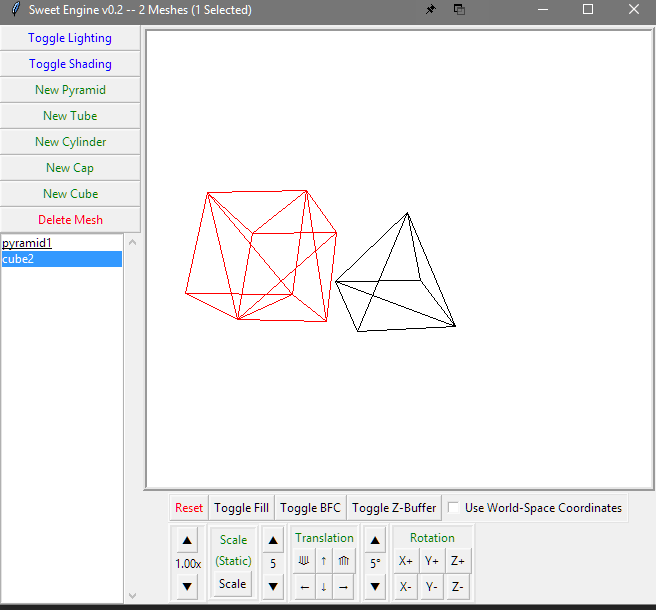 Sweet Engine v0.2 -- 2 Meshes (1 Selected)
Toggle Lighting
Toggle Shading
New Pyramid
New Tube
New Cylinder
New Cap
New Cube
Delete Mesh
pyramid1
cube2
Reset Toggle Fill Toggle BFC Toggle Z-Buffer Use World-Space Coordinates
Scale Translation Rotation
1.00x (Static) 5 5° X+ Y+ Z+
Scale X- Y- Z-